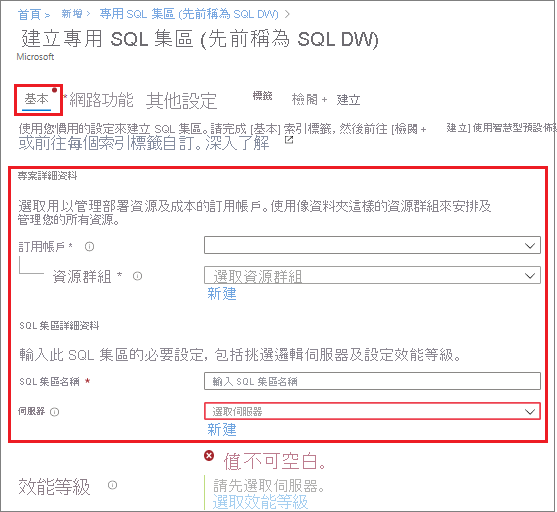 首頁 > 新增 > 專用 SQL 集區 (先前稱為 SQL DW) >
建立專用 SQL 集區 (先前稱為 SQL DW)
Microsoft
基本 * 網路功能 其他設定 標籤 檢閱 + 建立
使用您慣用的設定來建立 SQL 集區。請完成 [基本] 索引標籤，然後前往 [檢閱 + 建立] 使用智慧型預設佈建
或前往每個索引標籤自訂。深入了解
專案詳細資料
選取用以管理部署資源及成本的訂用帳戶。使用像資料夾這樣的資源群組來安排及
管理您的所有資源。
訂用帳戶 *
資源群組 * 選取資源群組
新建
SQL 集區詳細資料
輸入此 SQL 集區的必要設定，包括挑選邏輯伺服器及設定效能等級。
SQL 集區名稱 * 輸入 SQL 集區名稱
伺服器 選取伺服器
新建
值不可空白。
效能等級 請先選取伺服器。
選取效能等級